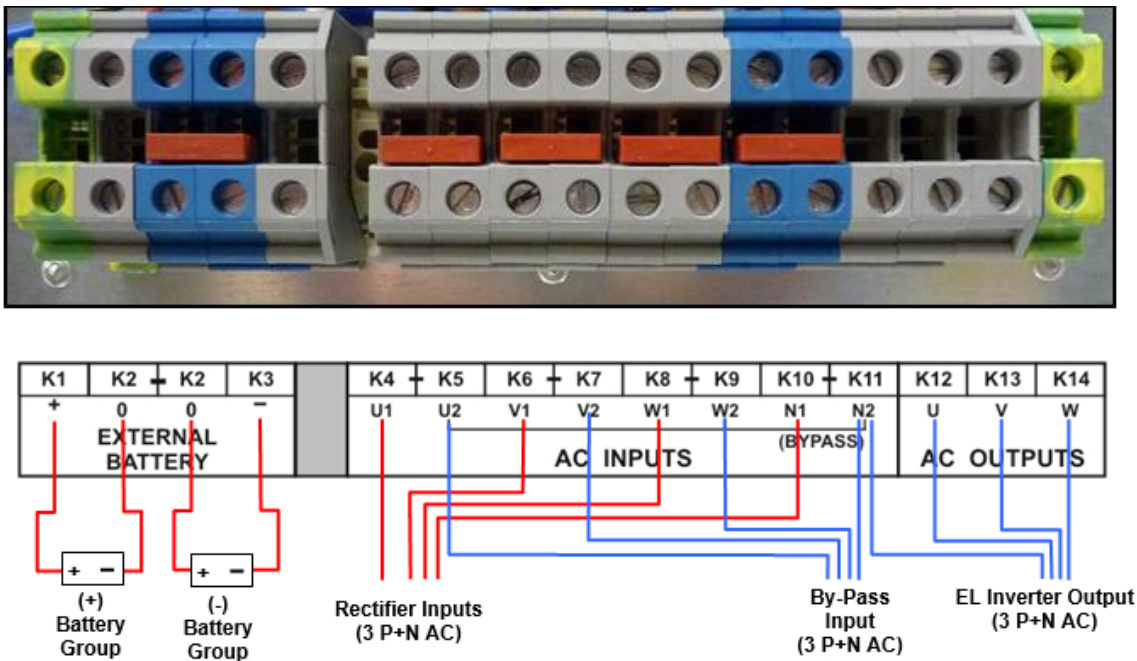 K1 K2 - K2 K3 K4 - K5 K6 - K7 K8 - K9 K10 - K11 K12 K13 K14
+ 0 0 - U1 U2 V1 V2 W1 W2 N1 N2 U V W
(BYPASS)
EXTERNAL
BATTERY
AC INPUTS
AC OUTPUTS
+ -
+ -
(+)
Battery
Group
(-)
Battery
Group
Rectifier Inputs
(3 P+N AC)
By-Pass
Input
(3 P+N AC)
EL Inverter Output
(3 P+N AC)